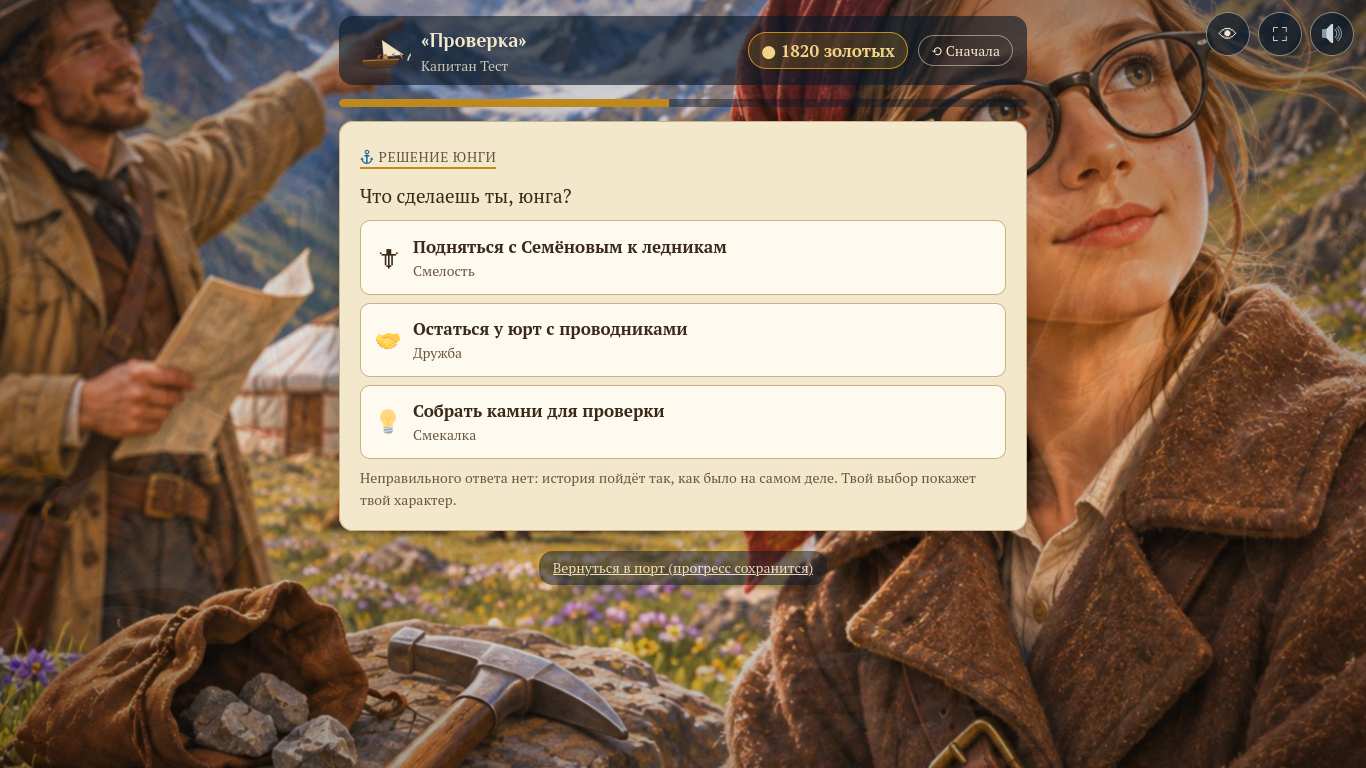 «Проверка»
Капитан Тест
1820 золотых
⟲ Сначала
РЕШЕНИЕ ЮНГИ
Что сделаешь ты, юнга?
Подняться с Семёновым к ледникам
Смелость
Остаться у юрт с проводниками
Дружба
Собрать камни для проверки
Смекалка
Неправильного ответа нет: история пойдёт так, как было на самом деле. Твой выбор покажет
твой характер.
Вернуться в порт (прогресс сохранится)